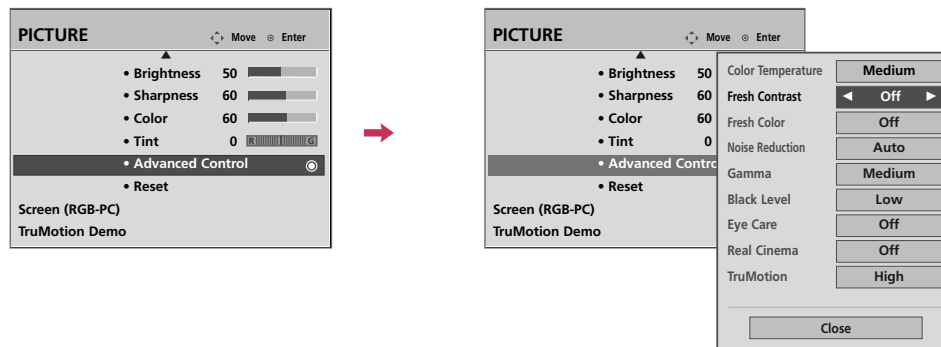 PICTURE Move Enter
• Brightness 50
• Sharpness 60
• Color 60
• Tint 0 R G
• Advanced Control
• Reset
Screen (RGB-PC)
TruMotion Demo
PICTURE Move Enter
• Brightness 50
• Sharpness 60
• Color 60
• Tint 0
• Advanced Contro
• Reset
Screen (RGB-PC)
TruMotion Demo
Color Temperature Medium
Fresh Contrast ◄ Off ►
Fresh Color Off
Noise Reduction Auto
Gamma Medium
Black Level Low
Eye Care Off
Real Cinema Off
TruMotion High
Close